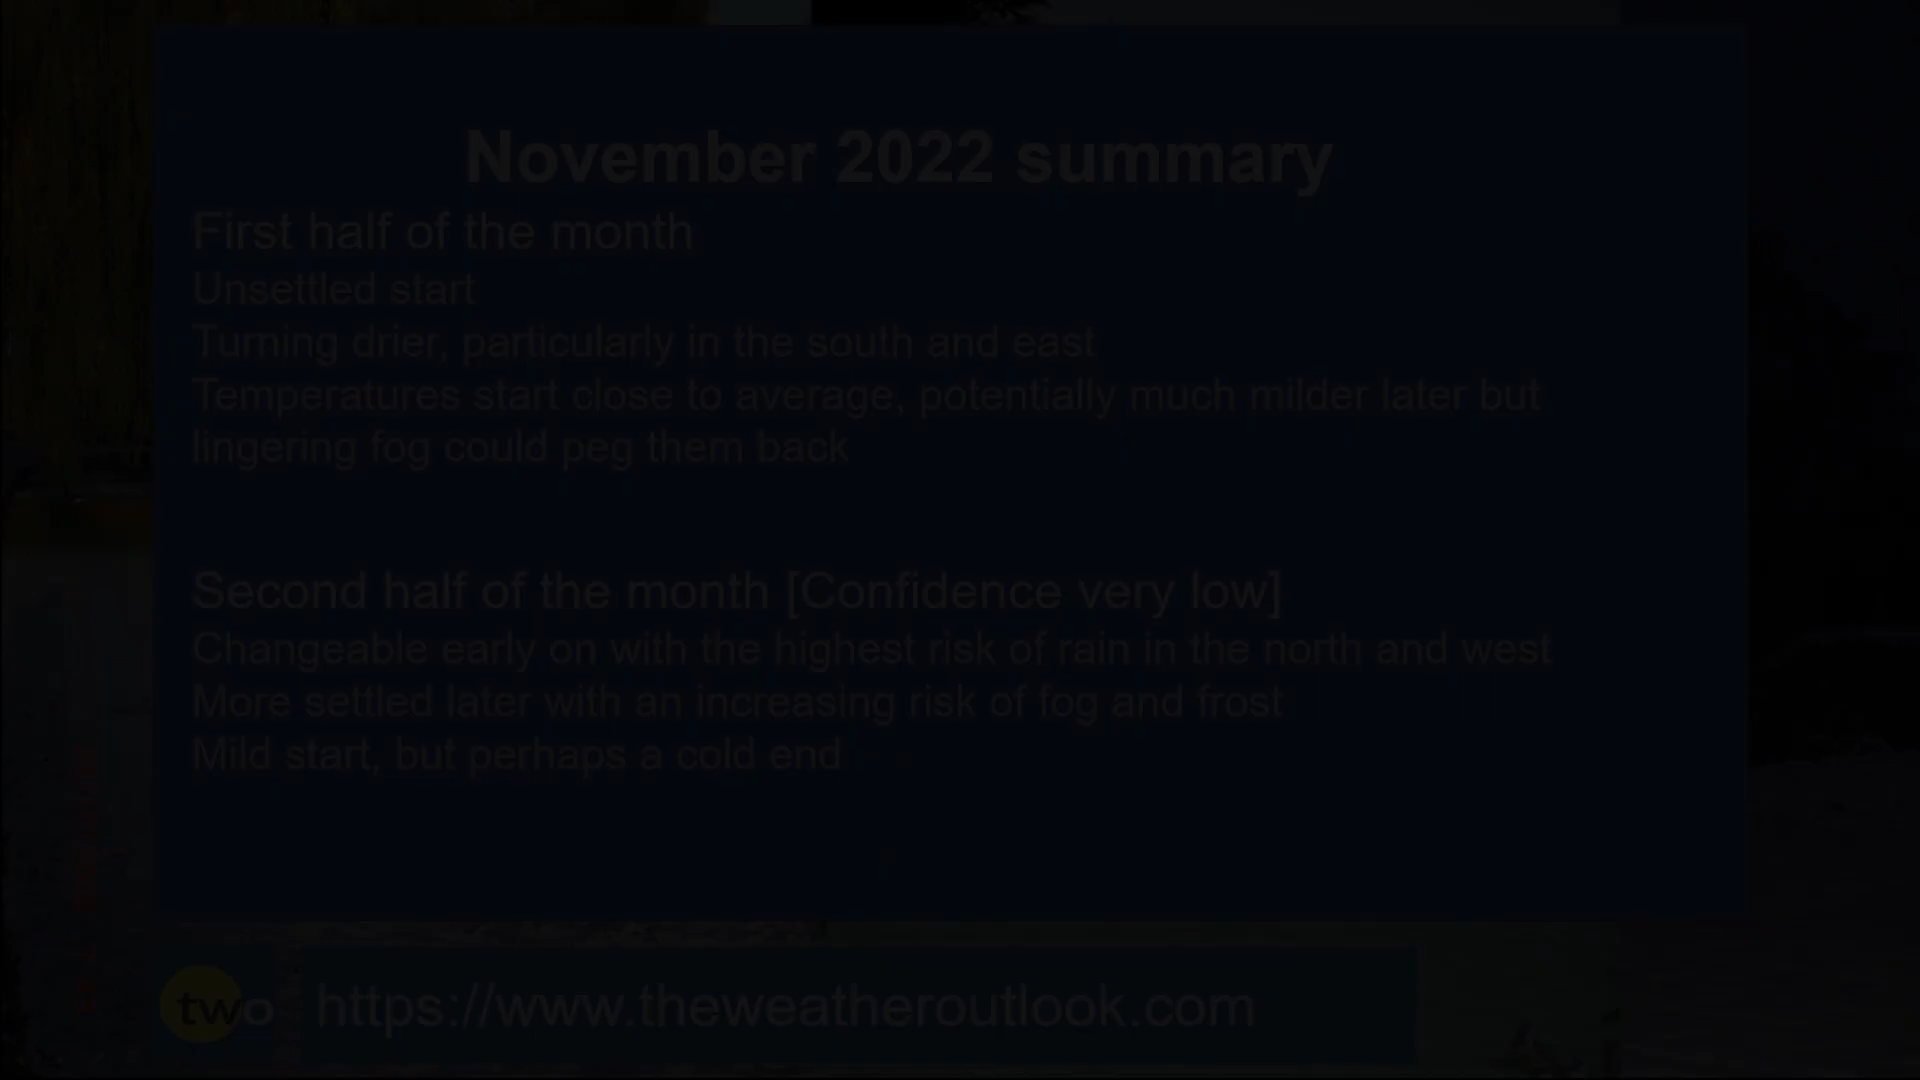 November 2022 summary
First half of the month
Unsettled start
Turning drier, particularly in the south and east
Temperatures start close to average, potentially much milder later but
lingering fog could peg them back
Second half of the month [Confidence very low]
Changeable early on with the highest risk of rain in the north and west
More settled later with an increasing risk of fog and frost
Mild start, but perhaps a cold end
two https://www.theweatheroutlook.com